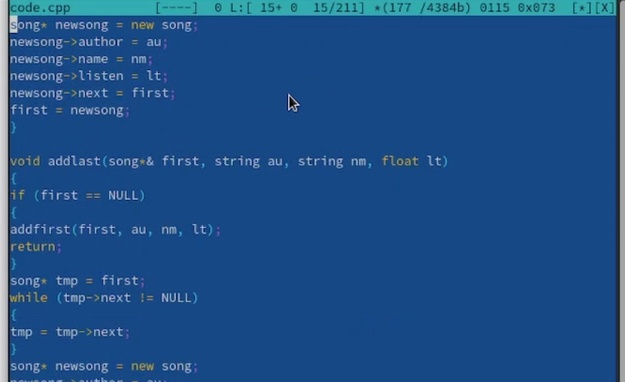 code.cpp [----] 0 L:[ 15+ 0 15/211] *(177 /4384b) 0115 0x073 [*][X]
song* newsong = new song;
newsong->author = au;
newsong->name = nm;
newsong->listen = lt;
newsong->next = first;
first = newsong;
}
void addlast(song*& first, string au, string nm, float lt)
{
if (first == NULL)
{
addfirst(first, au, nm, lt);
return;
}
song* tmp = first;
while (tmp->next != NULL)
{
tmp = tmp->next;
}
song* newsong = new song;
newsong->author = au;